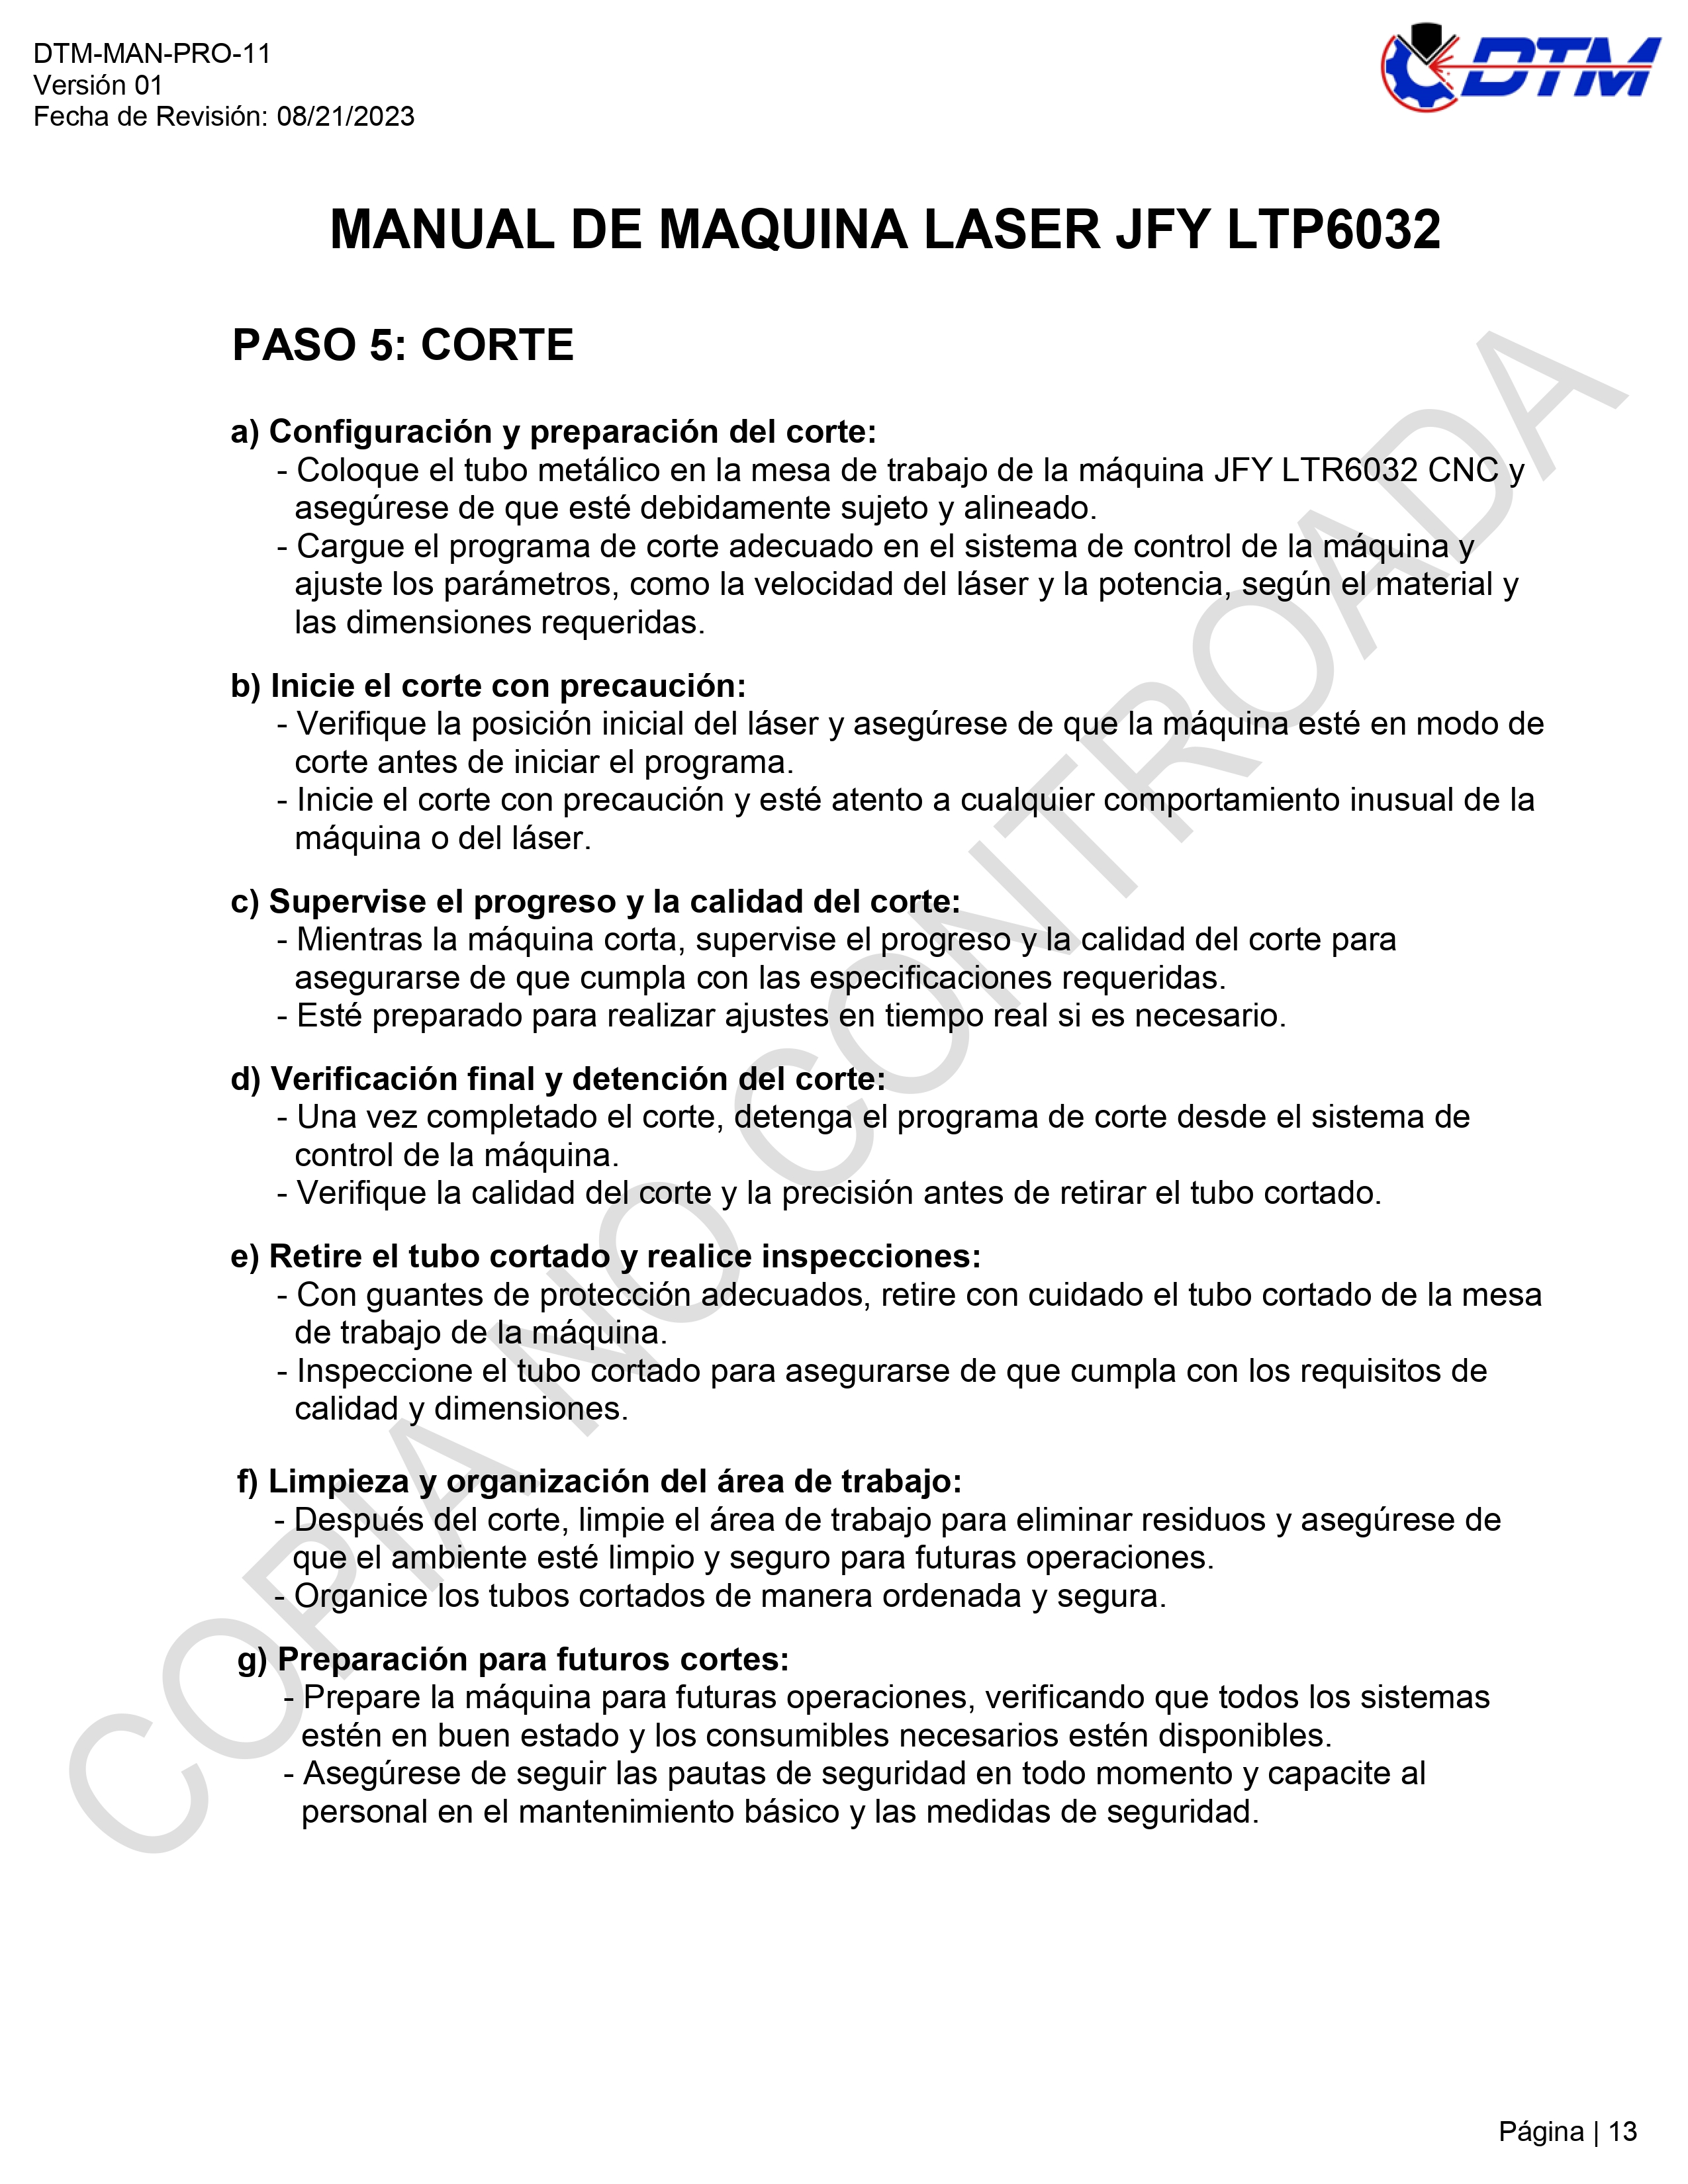 DTM-MAN-PRO-11
Versión 01
Fecha de Revisión: 08/21/2023
DTM
MANUAL DE MAQUINA LASER JFY LTP6032
PASO 5: CORTE
a) Configuración y preparación del corte:
- Coloque el tubo metálico en la mesa de trabajo de la máquina JFY LTR6032 CNC y
asegúrese de que esté debidamente sujeto y alineado.
- Cargue el programa de corte adecuado en el sistema de control de la máquina y
ajuste los parámetros, como la velocidad del láser y la potencia, según el material y
las dimensiones requeridas.
b) Inicie el corte con precaución:
- Verifique la posición inicial del láser y asegúrese de que la máquina esté en modo de
corte antes de iniciar el programa.
- Inicie el corte con precaución y esté atento a cualquier comportamiento inusual de la
máquina o del láser.
c) Supervise el progreso y la calidad del corte:
- Mientras la máquina corta, supervise el progreso y la calidad del corte para
asegurarse de que cumpla con las especificaciones requeridas.
- Esté preparado para realizar ajustes en tiempo real si es necesario.
d) Verificación final y detención del corte:
- Una vez completado el corte, detenga el programa de corte desde el sistema de
control de la máquina.
- Verifique la calidad del corte y la precisión antes de retirar el tubo cortado.
e) Retire el tubo cortado y realice inspecciones:
- Con guantes de protección adecuados, retire con cuidado el tubo cortado de la mesa
de trabajo de la máquina.
- Inspeccione el tubo cortado para asegurarse de que cumpla con los requisitos de
calidad y dimensiones.
f) Limpieza y organización del área de trabajo:
- Después del corte, limpie el área de trabajo para eliminar residuos y asegúrese de
que el ambiente esté limpio y seguro para futuras operaciones.
- Organice los tubos cortados de manera ordenada y segura.
g) Preparación para futuros cortes:
- Prepare la máquina para futuras operaciones, verificando que todos los sistemas
estén en buen estado y los consumibles necesarios estén disponibles.
- Asegúrese de seguir las pautas de seguridad en todo momento y capacite al
personal en el mantenimiento básico y las medidas de seguridad.
COPIA NO CONTROADA
Página | 13